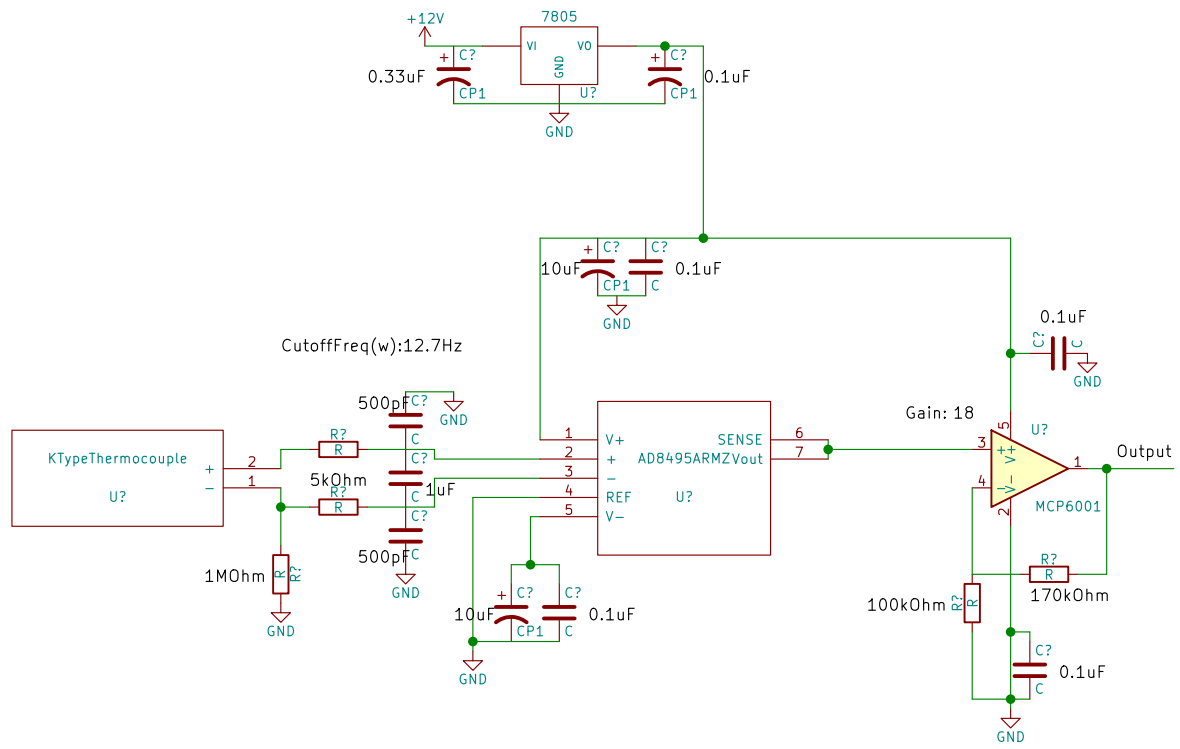 +12V
7805
VI
VO
GND
U?
C?
0.33uF
CP1
C?
0.1uF
CP1
GND
C?
10uF
CP1
C?
0.1uF
C
GND
0.1uF
C?
C
GND
CutoffFreq(w):12.7Hz
500pF
C?
C
GND
KTypeThermocouple
U?
+
2
-
1
R?
R
5kOhm
R?
R
C?
C
1uF
C?
C
500pF
GND
1MOhm
R
R?
GND
1
V+
2
+
3
-
4
REF
5
V-
SENSE
6
AD8495ARMZ
Vout
7
U?
10uF
C?
CP1
C?
0.1uF
C
GND
Gain: 18
U?
3
+
4
-
5
V+
V-
2
1
MCP6001
Output
R?
R
170kOhm
100kOhm
R?
R
C?
0.1uF
C
GND